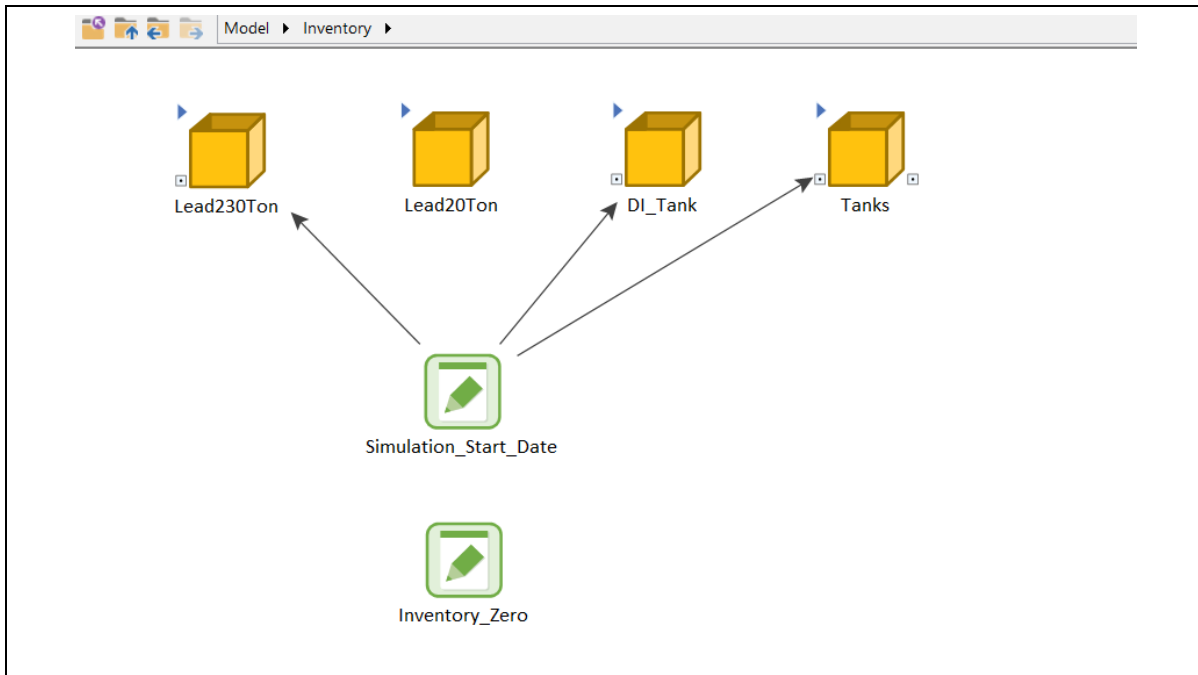 Model Inventory
Lead230Ton Lead20Ton DI_Tank Tanks
Simulation_Start_Date
Inventory_Zero